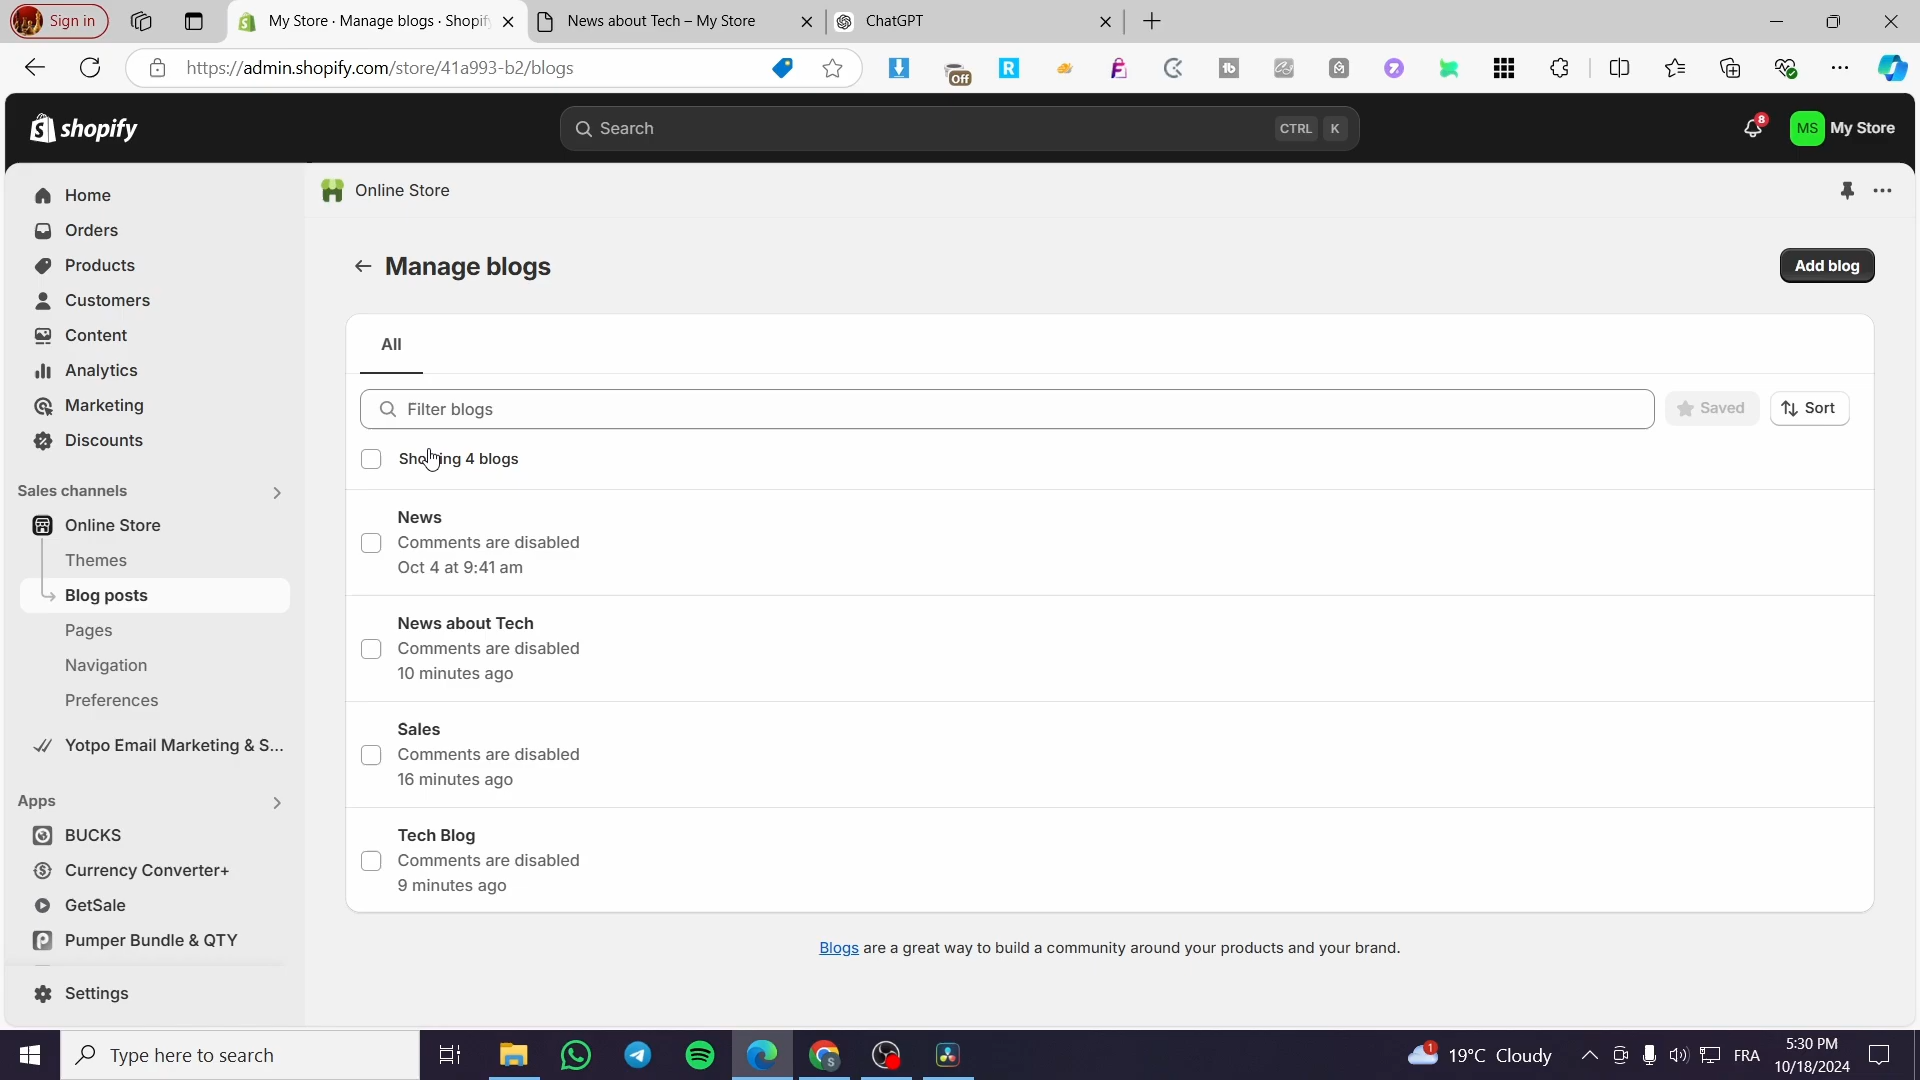 Sign in
My Store · Manage blogs · Shopif
News about Tech – My Store
ChatGPT
https://admin.shopify.com/store/41a993-b2/blogs
Off
shopify
Search
CTRL K
8
MS My Store
Home
Orders
Products
Customers
Content
Analytics
Marketing
Discounts
Sales channels
Online Store
Themes
Blog posts
Pages
Navigation
Preferences
Yotpo Email Marketing & S...
Apps
BUCKS
Currency Converter+
GetSale
Pumper Bundle & QTY
Settings
Online Store
Manage blogs
Add blog
All
Filter blogs
Saved
Sort
Showing 4 blogs
News
Comments are disabled
Oct 4 at 9:41 am
News about Tech
Comments are disabled
10 minutes ago
Sales
Comments are disabled
16 minutes ago
Tech Blog
Comments are disabled
9 minutes ago
Blogs are a great way to build a community around your products and your brand.
Type here to search
1
19°C Cloudy
FRA
5:30 PM
10/18/2024